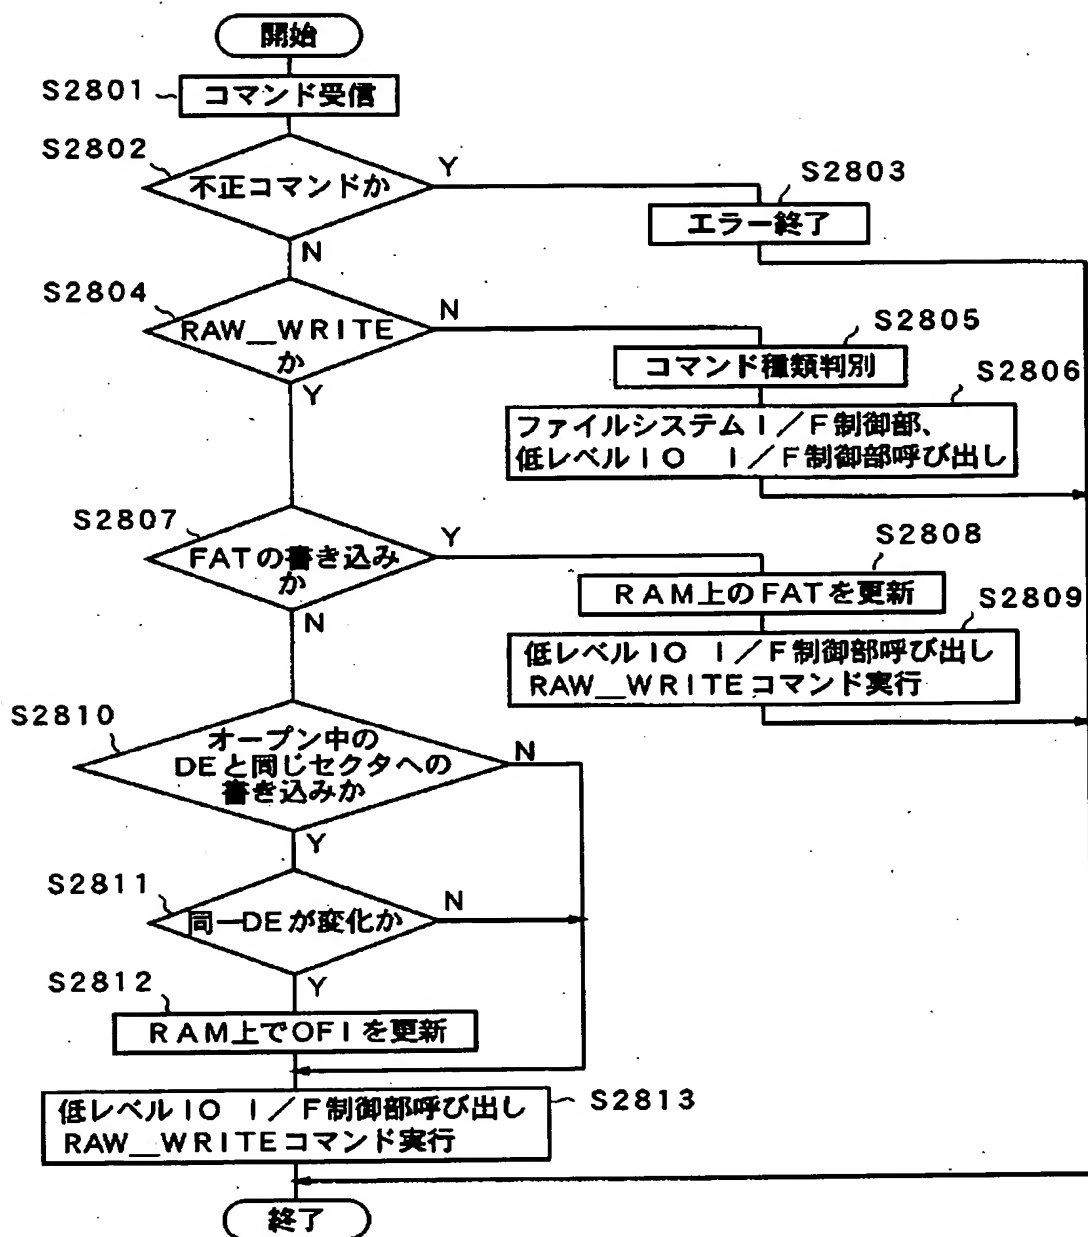 開始
S2801
コマンド受信
S2802
不正コマンドか
Y
S2803
エラー終了
N
S2804
RAW__WRITE
か
N
S2805
コマンド種類判別
S2806
ファイルシステムI/F制御部、
低レベルIO I/F制御部呼び出し
Y
S2807
FATの書き込み
か
Y
S2808
RAM上のFATを更新
S2809
低レベルIO I/F制御部呼び出し
RAW__WRITEコマンド実行
N
S2810
オープン中の
DEと同じセクタへの
書き込みか
N
Y
S2811
同一DEが変化か
N
Y
S2812
RAM上でOFIを更新
S2813
低レベルIO I/F制御部呼び出し
RAW__WRITEコマンド実行
終了